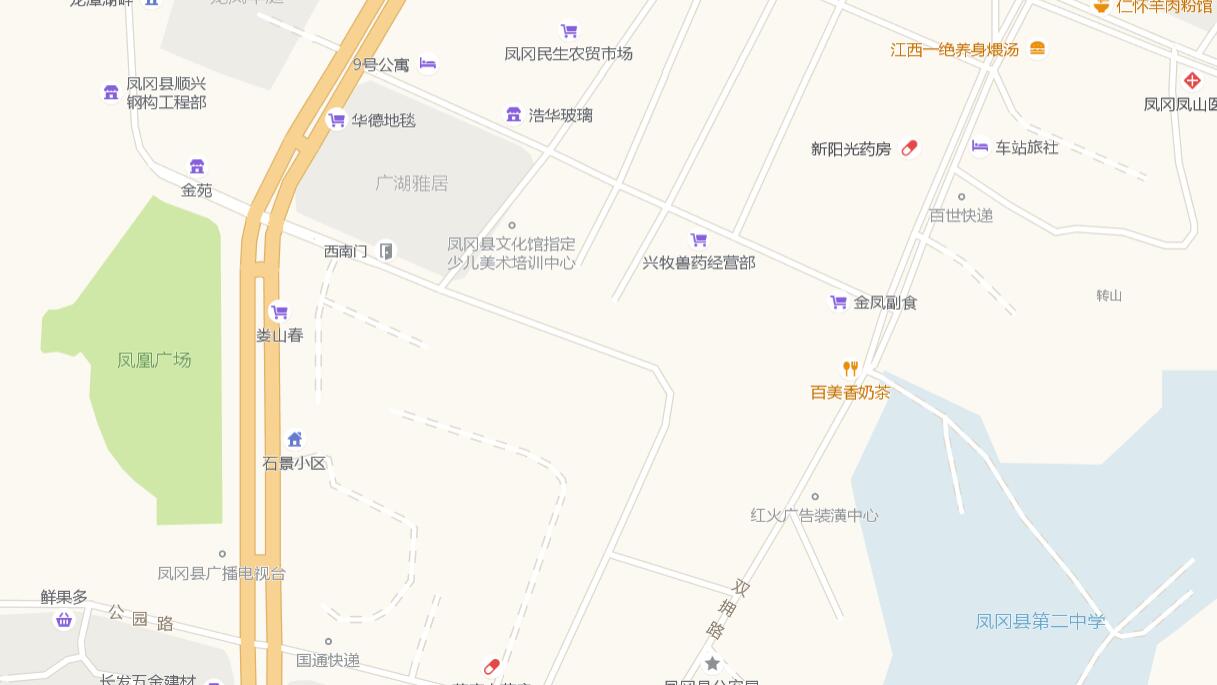 仁怀羊肉粉馆
江西一绝养身煨汤
凤冈民生农贸市场
9号公寓
凤冈县顺兴
钢构工程部
浩华玻璃
华德地毯
新阳光药房
车站旅社
金苑
广湖雅居
百世快递
西南门
凤冈县文化馆指定
少儿美术培训中心
兴牧兽药经营部
转山
金凤副食
娄山春
凤凰广场
百美香奶茶
石景小区
红火广告装潢中心
凤冈县广播电视台
鲜果多
公园路
双拥路
凤冈县第二中学
国通快递
长发五金建材